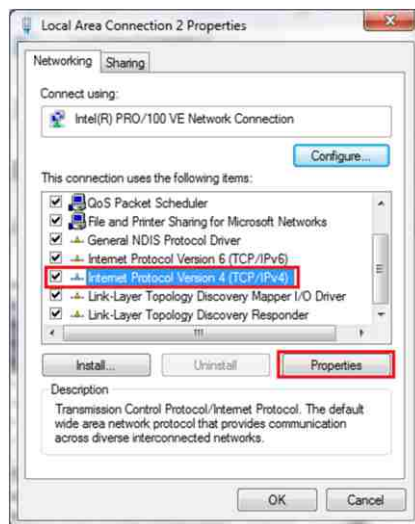 Local Area Connection 2 Properties
Networking
Sharing
Connect using:
Intel(R) PRO/100 VE Network Connection
Configure...
This connection uses the following items:
QoS Packet Scheduler
File and Printer Sharing for Microsoft Networks
General NDIS Protocol Driver
Internet Protocol Version 6 (TCP/IPv6)
Internet Protocol Version 4 (TCP/IPv4)
Link-Layer Topology Discovery Mapper I/O Driver
Link-Layer Topology Discovery Responder
Install...
Uninstall
Properties
Description
Transmission Control Protocol/Internet Protocol. The default
wide area network protocol that provides communication
across diverse interconnected networks.
OK
Cancel